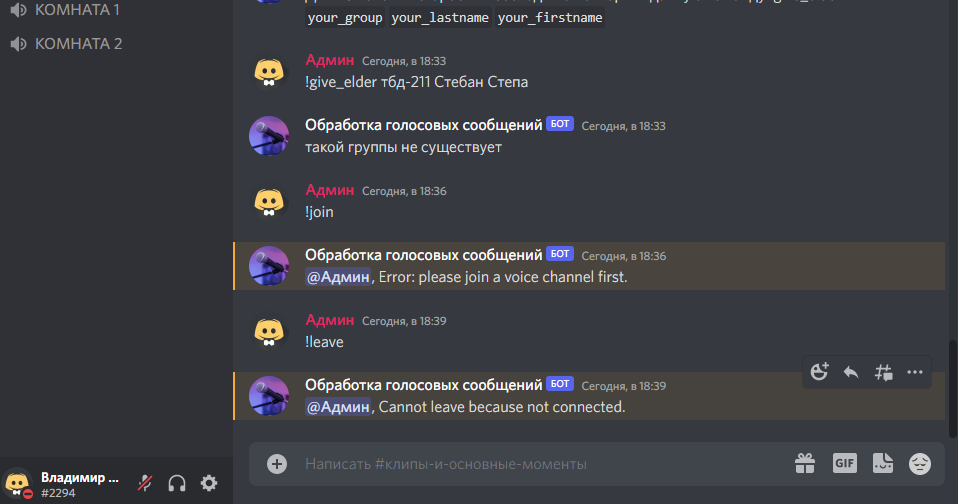 КОМНАТА 1
КОМНАТА 2
your_group your_lastname your_firstname
Админ Сегодня, в 18:33
!give_elder тбд-211 Стебан Степа
Обработка голосовых сообщений БОТ Сегодня, в 18:33
такой группы не существует
Админ Сегодня, в 18:36
!join
Обработка голосовых сообщений БОТ Сегодня, в 18:36
@Админ, Error: please join a voice channel first.
Админ Сегодня, в 18:39
!leave
Обработка голосовых сообщений БОТ Сегодня, в 18:39
@Админ, Cannot leave because not connected.
Написать #клипы-и-основные-моменты
GIF
Владимир ...
#2294